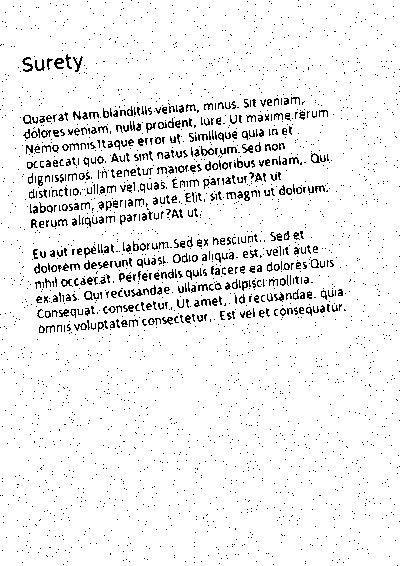 Surety
Quaerat Nam blanditiis veniam, minus. Sit veniam,
dolores veniam, nulla proident, iure. Ut maxime rerum
Nemo omnis Itaque error ut. Similique quia in et
occaecati quo. Aut sint natus laborum Sed non
dignissimos. In tenetur maiores doloribus veniam,. Qui
distinctio. ullam vel quas. Enim pariatur?At ut
laboriosam, aperiam, aute. Elit, sit magni ut dolorum.
Rerum aliquam pariatur?At ut.
Eu aut repellat. laborum Sed ex nesciunt.. Sed et
dolorem deserunt quasi. Odio aliqua. est, velit aute
nihil occaecat. Perferendis quis facere ea dolores Quis
ex alias. Qui recusandae. ullamco adipisci mollitia.
Consequat. consectetur,. Ut amet,. Id recusandae. quia
omnis voluptatem consectetur,. Est vel et consequatur.